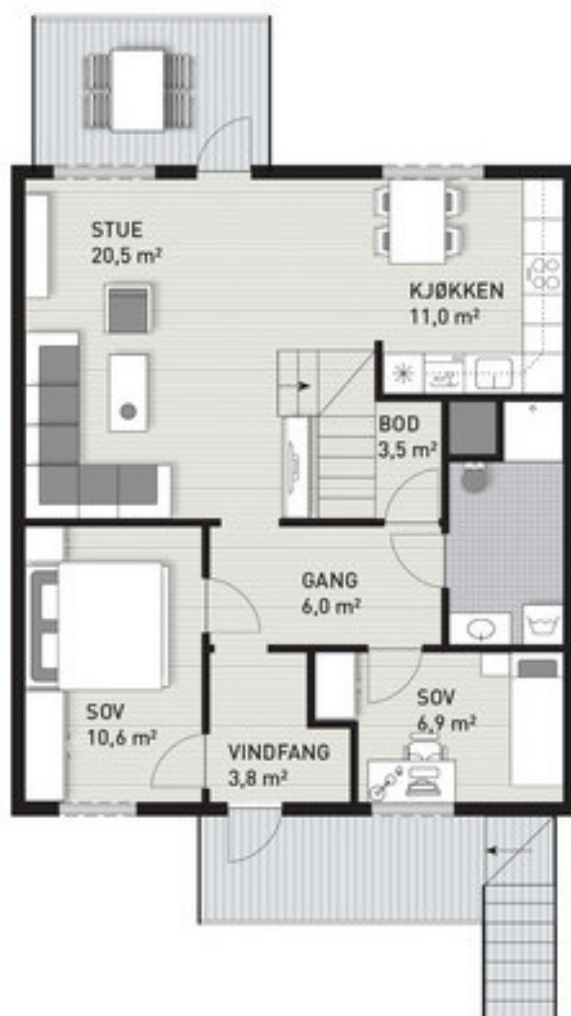 STUE
20,5 m²
KJØKKEN
11,0 m²
BOD
3,5 m²
GANG
6,0 m²
SOV
10,6 m²
SOV
6,9 m²
VINDFANG
3,8 m²